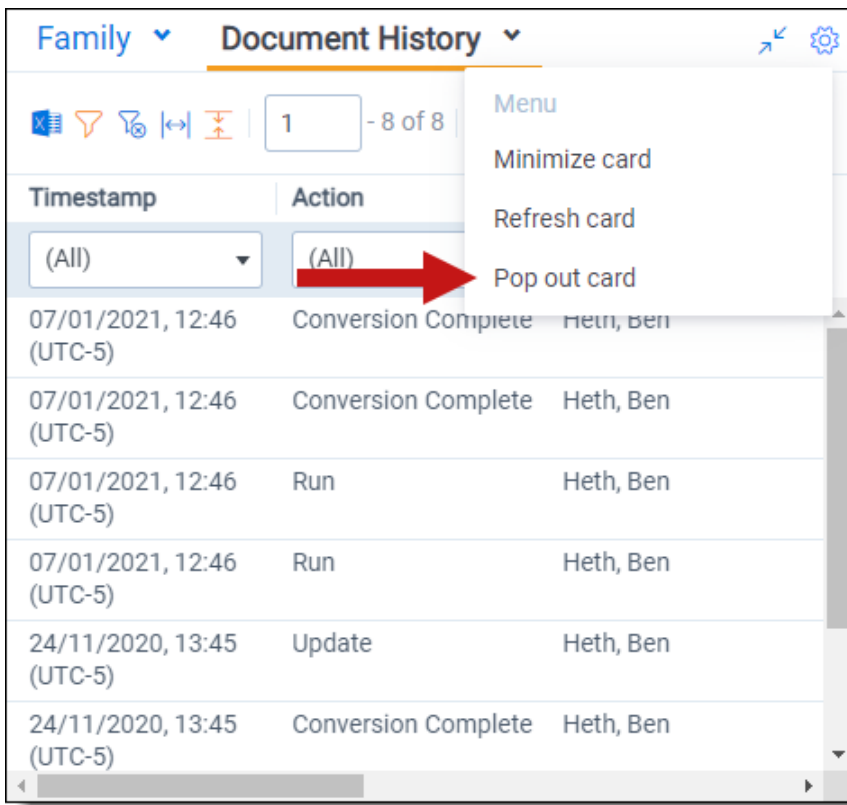 Family Document History
Menu
1 - 8 of 8
Minimize card
Timestamp Action
Refresh card
(All) (All)
Pop out card
07/01/2021, 12:46 Conversion Complete Heth, Ben
(UTC-5)
07/01/2021, 12:46 Conversion Complete Heth, Ben
(UTC-5)
07/01/2021, 12:46 Run Heth, Ben
(UTC-5)
07/01/2021, 12:46 Run Heth, Ben
(UTC-5)
24/11/2020, 13:45 Update Heth, Ben
(UTC-5)
24/11/2020, 13:45 Conversion Complete Heth, Ben
(UTC-5)